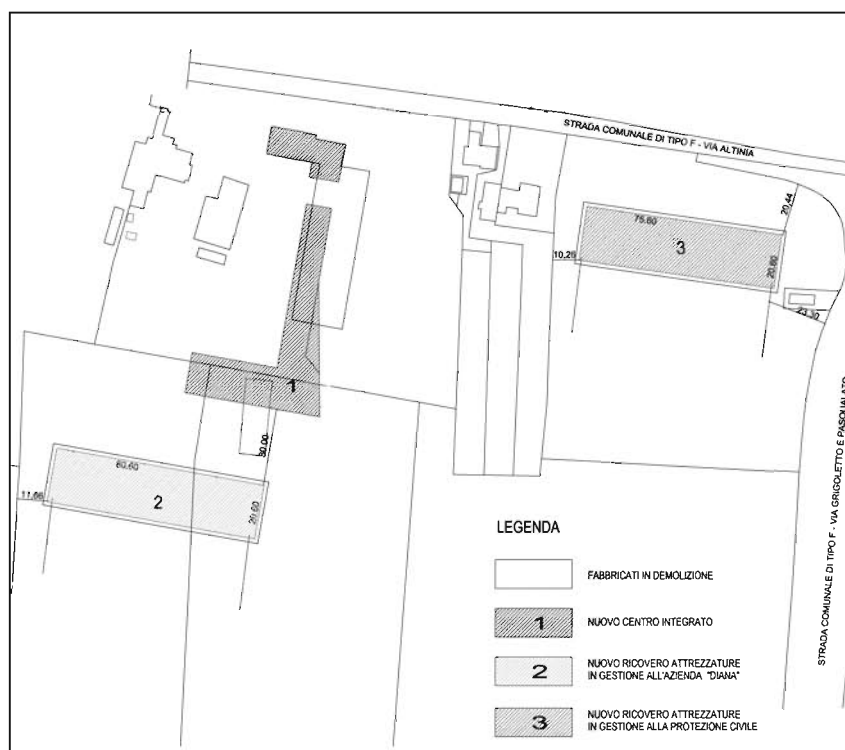 STRADA COMUNALE DI TIPO F - VIA ALTINIA
75.60
20,44
3
10,26
20,80
23,30
1
30.00
60,60
2
11,66
20,60
STRADA COMUNALE DI TIPO F - VIA GRIGOLETTO E PASQUALATO
LEGENDA
FABBRICATI IN DEMOLIZIONE
1
NUOVO CENTRO INTEGRATO
2
NUOVO RICOVERO ATTREZZATURE
IN GESTIONE ALL'AZIENDA "DIANA"
3
NUOVO RICOVERO ATTREZZATURE
IN GESTIONE ALLA PROTEZIONE CIVILE